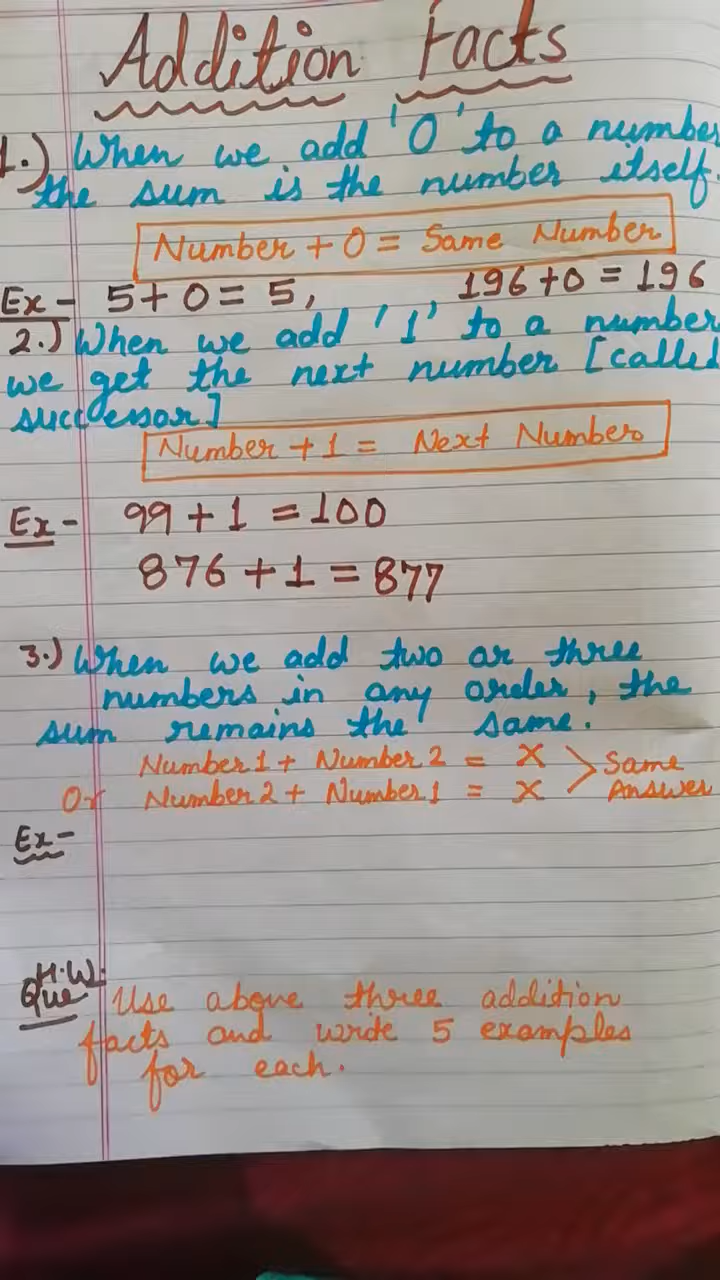 Addition Facts
1.) When we add '0' to a number
the sum is the number itself.
Number + 0 = Same Number
Ex - 5 + 0 = 5, 196 + 0 = 196
2.) When we add '1' to a number
we get the next number [called
successor]
Number + 1 = Next Number
Ex - 99 + 1 = 100
876 + 1 = 877
3.) When we add two or three
numbers in any order, the
sum remains the same.
Number 1 + Number 2 = X > Same
Or Number 2 + Number 1 = X Answer
Ex -
H.W.
Que Use above three addition
facts and write 5 examples
for each.